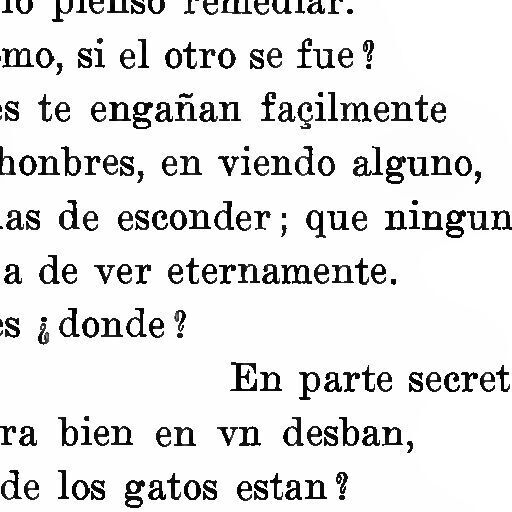 lo pienso remediar.
mo, si el otro se fue?
es te engañan façilmente
honbres, en viendo alguno,
as de esconder; que ningun
a de ver eternamente.
es ¿donde?
En parte secret
ra bien en vn desban,
de los gatos estan?